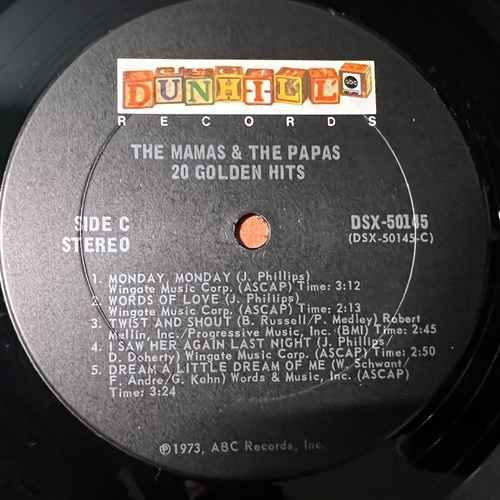 DUNHILL abc
RECORDS
THE MAMAS & THE PAPAS
20 GOLDEN HITS
SIDE C
STEREO
DSX-50145
(DSX-50145-C)
1. MONDAY, MONDAY (J. Phillips)
Wingate Music Corp. (ASCAP) Time: 3:12
2. WORDS OF LOVE (J. Phillips)
Wingate Music Corp. (ASCAP) Time: 2:13
3. TWIST AND SHOUT (B. Russell/P. Medley) Robert
Mellin, Inc./Progressive Music, Inc. (BMI) Time: 2:45
4. I SAW HER AGAIN LAST NIGHT (J. Phillips/
D. Doherty) Wingate Music Corp. (ASCAP) Time: 2:50
5. DREAM A LITTLE DREAM OF ME (W. Schwant/
F. Andre/G. Kahn) Words & Music, Inc. (ASCAP)
Time: 3:24
℗1973, ABC Records, Inc.